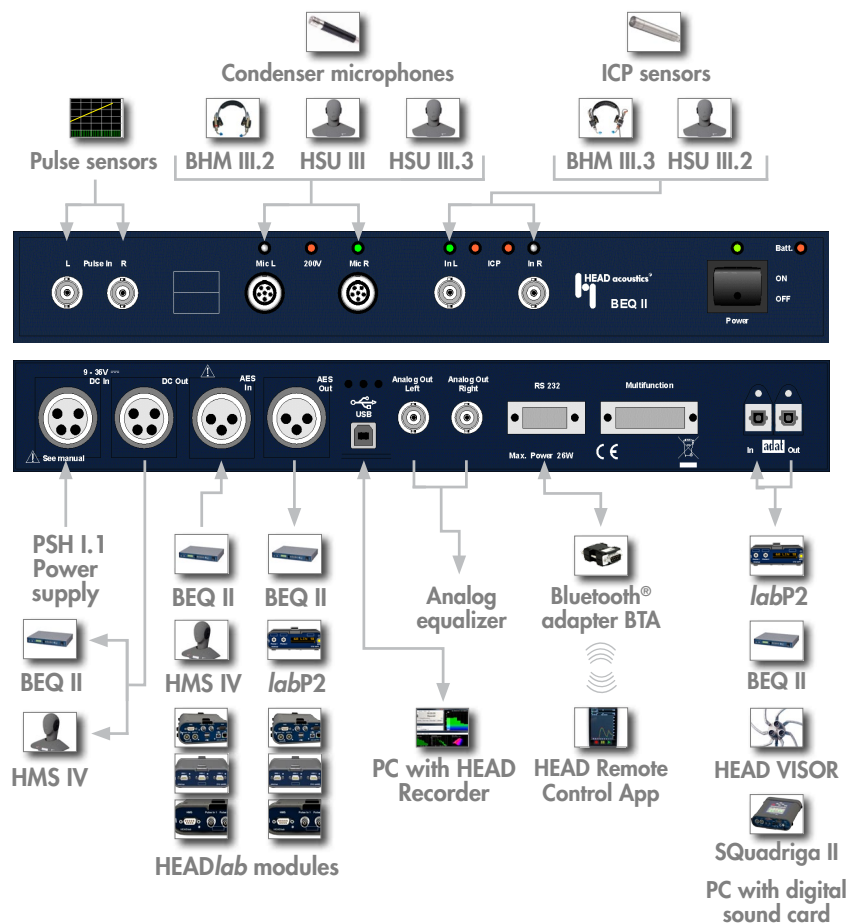 Condenser microphones
ICP sensors
Pulse sensors
BHM III.2
HSU III
HSU III.3
BHM III.3
HSU III.2
L Pulse In R
Mic L
200V
Mic R
In L
ICP
In R
HEAD acoustics®
BEQ II
Batt.
ON
OFF
Power
9 - 36V
DC In
DC Out
AES
In
AES
Out
USB
Analog Out
Left
Analog Out
Right
RS 232
Multifunction
See manual
Max. Power 26W
CE
In adat Out
PSH I.1
Power
supply
BEQ II
HMS IV
BEQ II
HMS IV
BEQ II
labP2
HEADlab modules
Analog
equalizer
PC with HEAD
Recorder
Bluetooth®
adapter BTA
HEAD Remote
Control App
labP2
BEQ II
HEAD VISOR
SQuadriga II
PC with digital
sound card